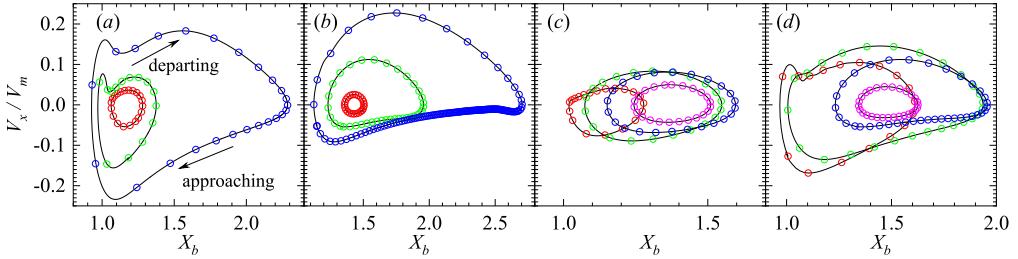 (a) (b) (c) (d)
0.2
0.1
0.0
-0.1
-0.2
V_x / V_m
departing
approaching
1.0 1.5 2.0 1.5 2.0 2.5 1.0 1.5 1.0 1.5 2.0
X_b X_b X_b X_b